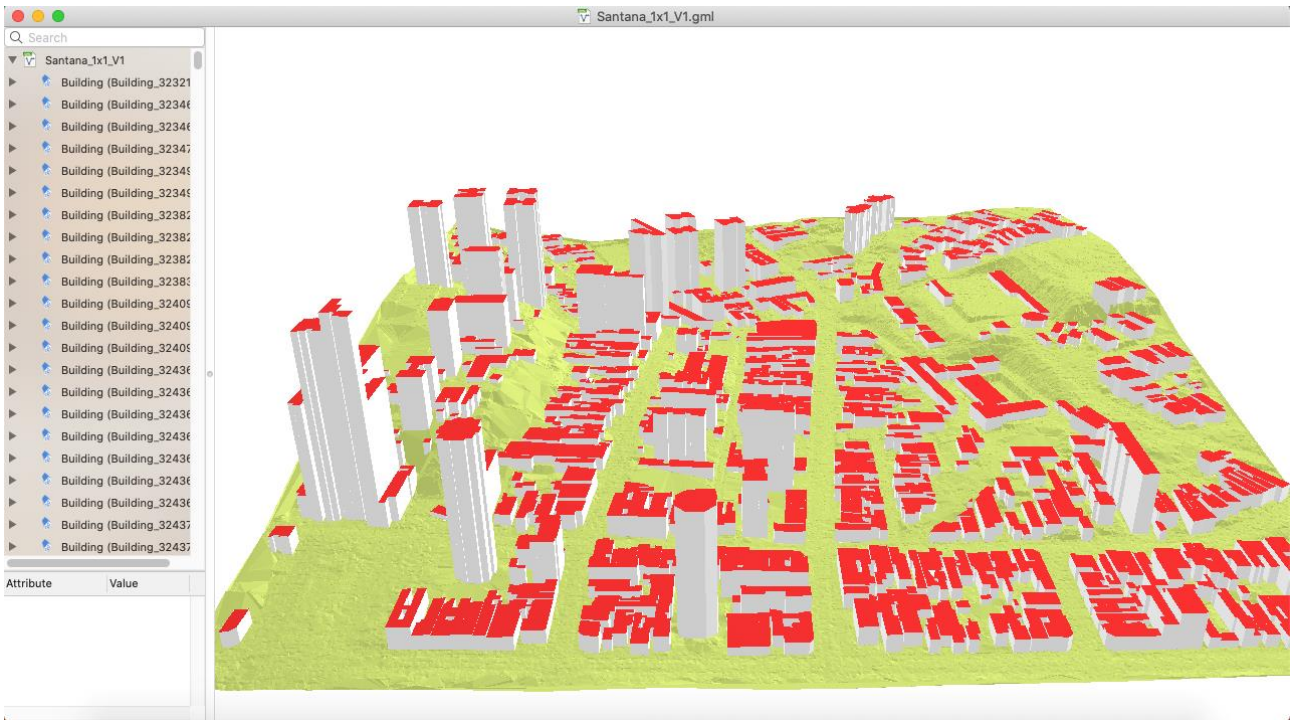 Santana_1x1_V1.gml
Search
Santana_1x1_V1
Building (Building_32321
Building (Building_32346
Building (Building_32346
Building (Building_32347
Building (Building_32349
Building (Building_32349
Building (Building_32382
Building (Building_32382
Building (Building_32382
Building (Building_32383
Building (Building_32409
Building (Building_32409
Building (Building_32409
Building (Building_32436
Building (Building_32436
Building (Building_32436
Building (Building_32436
Building (Building_32436
Building (Building_32436
Building (Building_32436
Building (Building_32437
Building (Building_32437
Attribute Value